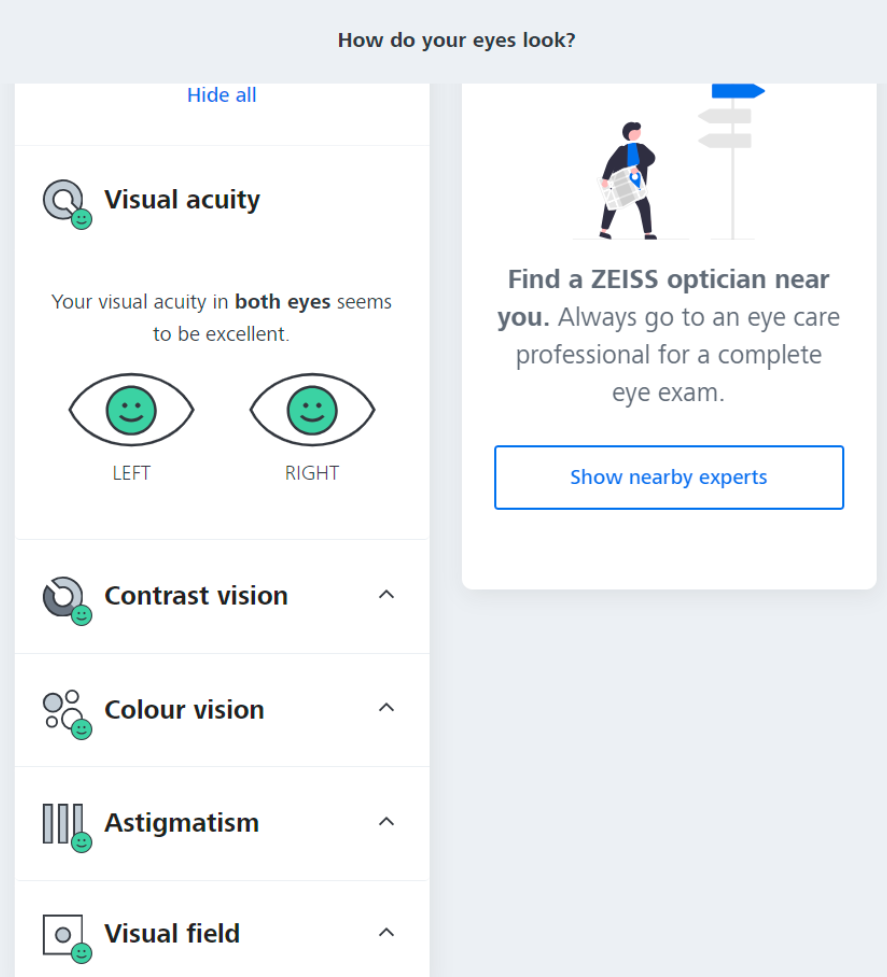 How do your eyes look?
Hide all
Visual acuity
Your visual acuity in both eyes seems
to be excellent.
LEFT
RIGHT
Contrast vision
Colour vision
Astigmatism
Visual field
Find a ZEISS optician near
you. Always go to an eye care
professional for a complete
eye exam.
Show nearby experts